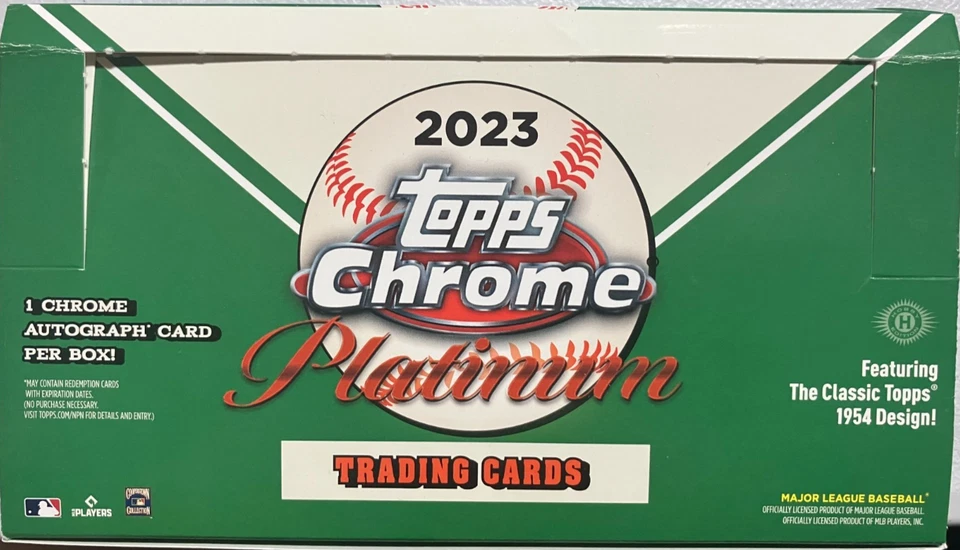 2023
Topps
Chrome
Platinum
TRADING CARDS
1 CHROME
AUTOGRAPH* CARD
PER BOX!
*MAY CONTAIN REDEMPTION CARDS
WITH EXPIRATION DATES.
(NO PURCHASE NECESSARY.
VISIT TOPPS.COM/NPN FOR DETAILS AND ENTRY.)
H
Featuring
The Classic Topps®
1954 Design!
PLAYERS
COOPERSTOWN
COLLECTION
MAJOR LEAGUE BASEBALL®
OFFICIALLY LICENSED PRODUCT OF MAJOR LEAGUE BASEBALL.
OFFICIALLY LICENSED PRODUCT OF MLB PLAYERS, INC.